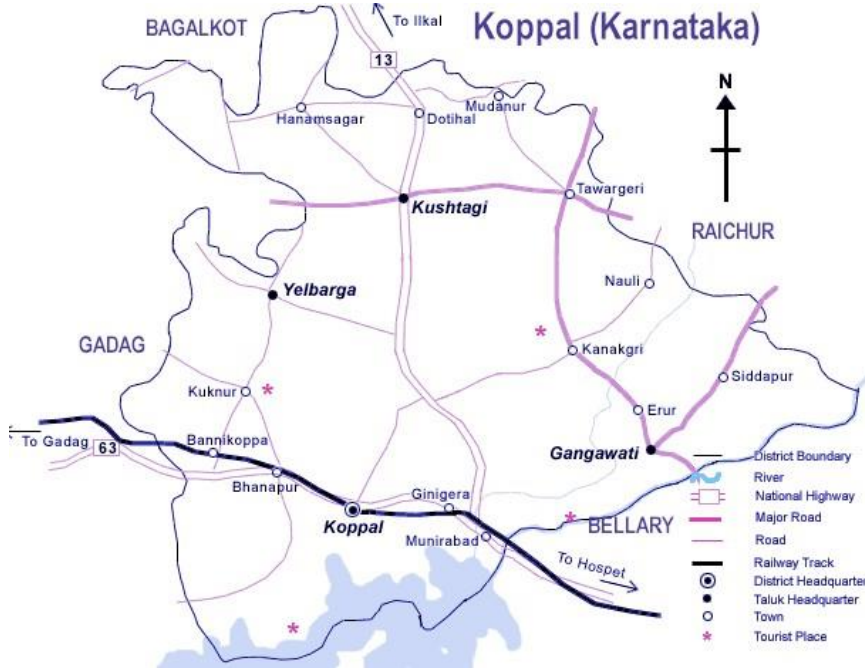 Koppal (Karnataka)
BAGALKOT
To Ilkal
13
N
Hanamsagar
Dotihal
Mudanur
Tawargeri
Kushtagi
RAICHUR
Nauli
Yelbarga
GADAG
Kanakgri
Siddapur
Kuknur
Erur
To Gadag
63
Bannikoppa
Gangawati
Bhanapur
Ginigera
Koppal
Munirabad
BELLARY
To Hospet
District Boundary
River
National Highway
Major Road
Road
Railway Track
District Headquarter
Taluk Headquarter
Town
Tourist Place